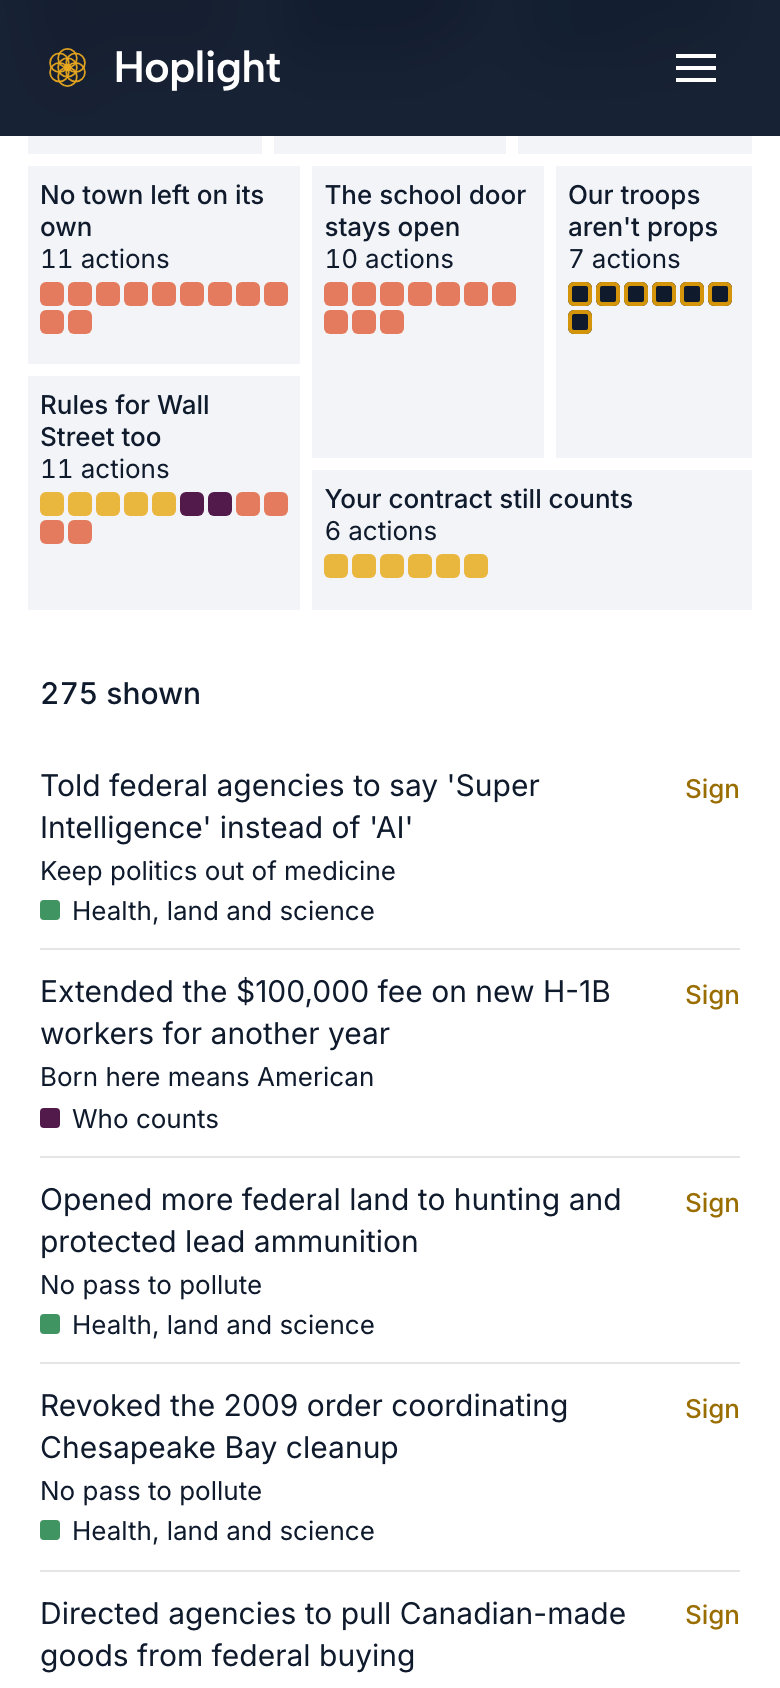 Hoplight
No town left on its
own
11 actions
The school door
stays open
10 actions
Our troops
aren't props
7 actions
Rules for Wall
Street too
11 actions
Your contract still counts
6 actions
275 shown
Told federal agencies to say 'Super
Intelligence' instead of 'AI'
Sign
Keep politics out of medicine
Health, land and science
Extended the $100,000 fee on new H-1B
workers for another year
Sign
Born here means American
Who counts
Opened more federal land to hunting and
protected lead ammunition
Sign
No pass to pollute
Health, land and science
Revoked the 2009 order coordinating
Chesapeake Bay cleanup
Sign
No pass to pollute
Health, land and science
Directed agencies to pull Canadian-made
goods from federal buying
Sign